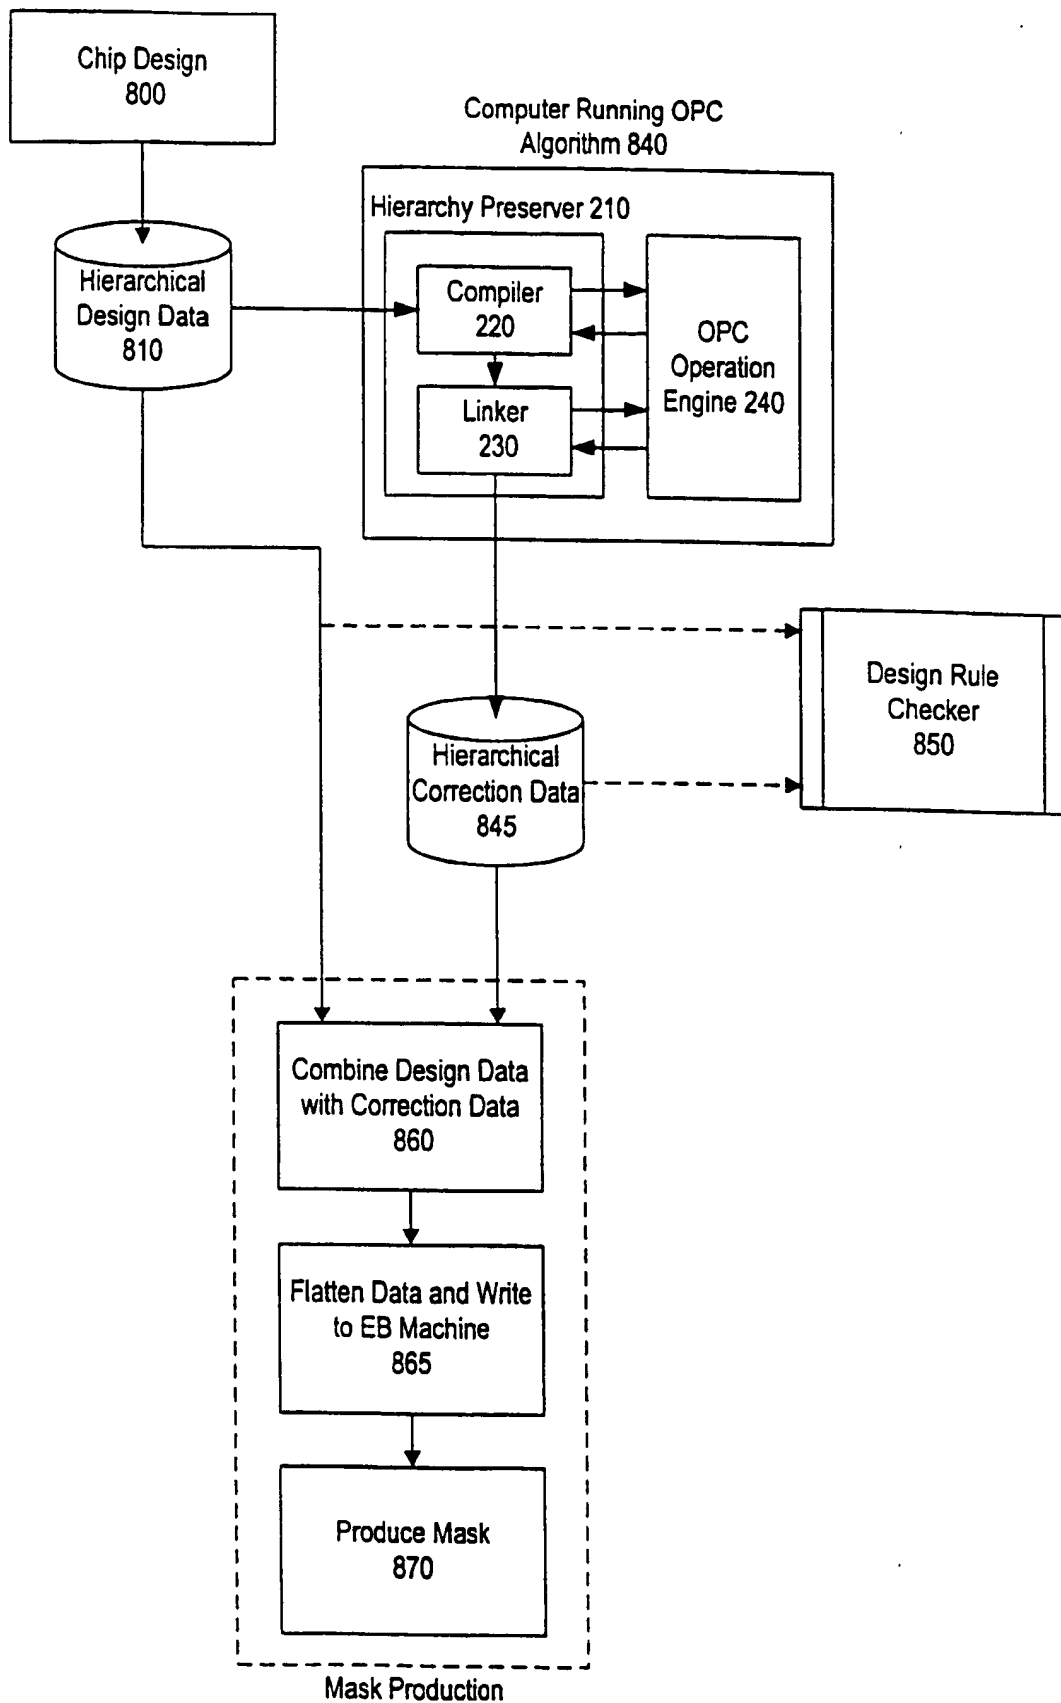 Chip Design
800
Computer Running OPC
Algorithm 840
Hierarchy Preserver 210
Hierarchical
Design Data
810
Compiler
220
OPC
Operation
Engine 240
Linker
230
Design Rule
Checker
850
Hierarchical
Correction Data
845
Combine Design Data
with Correction Data
860
Flatten Data and Write
to EB Machine
865
Produce Mask
870
Mask Production